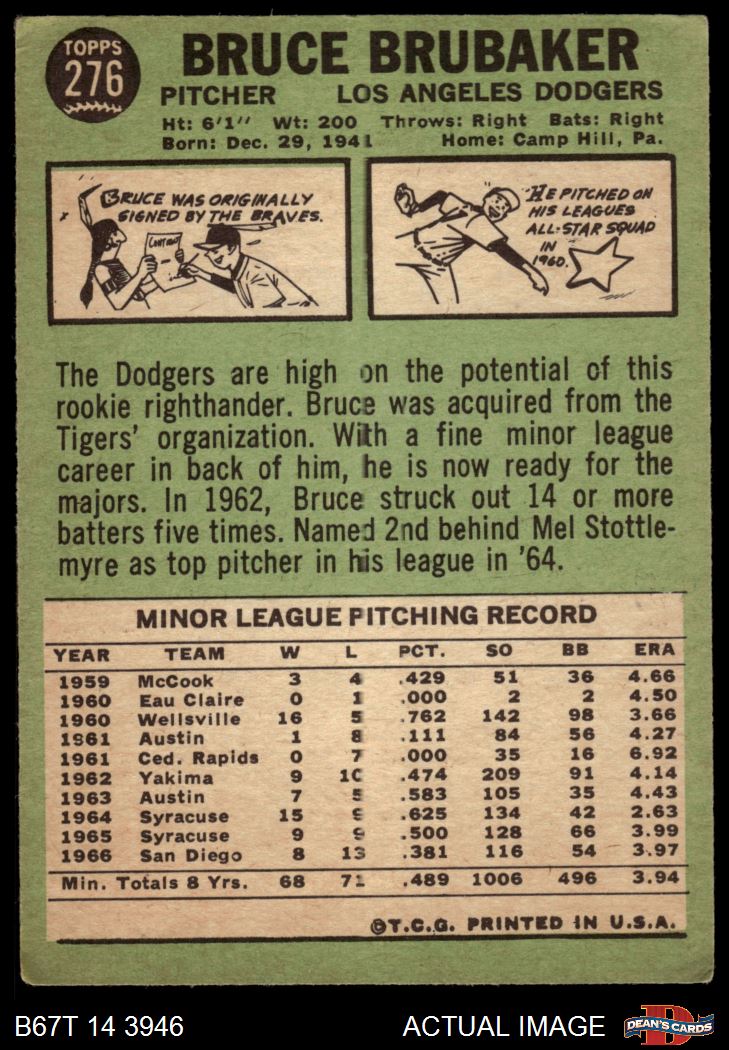 TOPPS
276
BRUCE BRUBAKER
PITCHER LOS ANGELES DODGERS
Ht: 6'1" Wt: 200 Throws: Right Bats: Right
Born: Dec. 29, 1941 Home: Camp Hill, Pa.
BRUCE WAS ORIGINALLY
SIGNED BY THE BRAVES.
CONTRACT
HE PITCHED ON
HIS LEAGUES
ALL-STAR SQUAD
IN
1960.
The Dodgers are high on the potential of this
rookie righthander. Bruce was acquired from the
Tigers' organization. With a fine minor league
career in back of him, he is now ready for the
majors. In 1962, Bruce struck out 14 or more
batters five times. Named 2nd behind Mel Stottle-
myre as top pitcher in his league in '64.
MINOR LEAGUE PITCHING RECORD
YEAR TEAM W L PCT. SO BB ERA
1959 McCook 3 4 .429 51 36 4.66
1960 Eau Claire 0 1 .000 2 2 4.50
1960 Wellsville 16 5 .762 142 98 3.66
1961 Austin 1 8 .111 84 56 4.27
1961 Ced. Rapids 0 7 .000 35 16 6.92
1962 Yakima 9 10 .474 209 91 4.14
1963 Austin 7 5 .583 105 35 4.43
1964 Syracuse 15 9 .625 134 42 2.63
1965 Syracuse 9 9 .500 128 66 3.99
1966 San Diego 8 13 .381 116 54 3.97
Min. Totals 8 Yrs. 68 71 .489 1006 496 3.94
©T.C.G. PRINTED IN U.S.A.
B67T 14 3946 ACTUAL IMAGE
DEAN'S CARDS